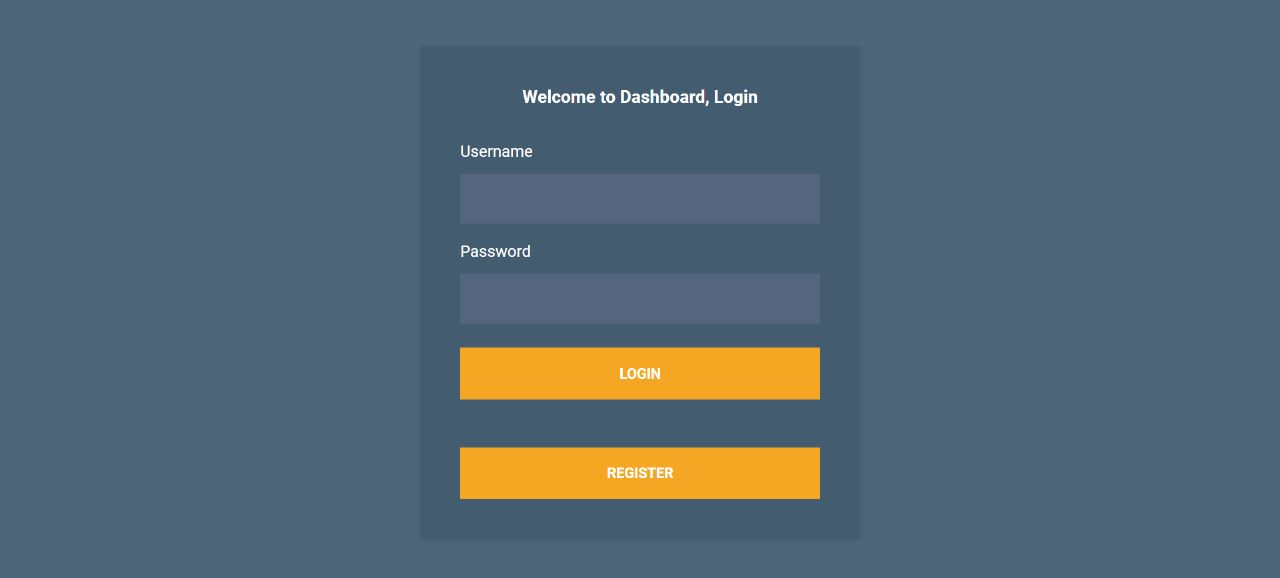 Welcome to Dashboard, Login
Username
Password
LOGIN
REGISTER